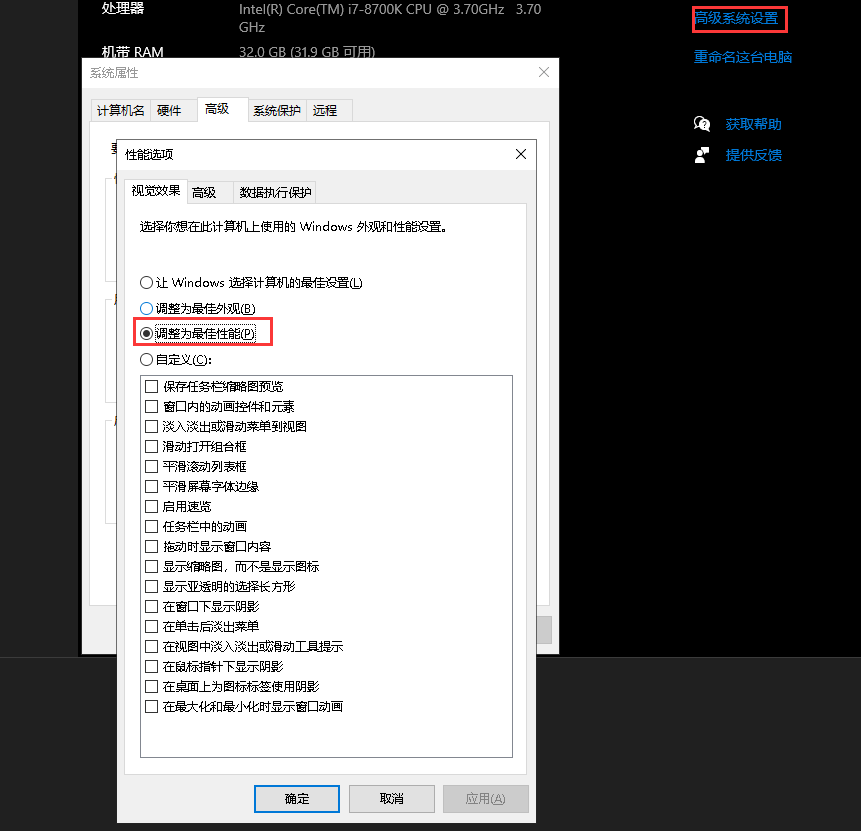 处理器
Intel(R) Core(TM) i7-8700K CPU @ 3.70GHz 3.70
GHz
机带 RAM
32.0 GB (31.9 GB 可用)
高级系统设置
重命名这台电脑
获取帮助
提供反馈
系统属性
计算机名 硬件 高级 系统保护 远程
性能选项
视觉效果 高级 数据执行保护
选择你想在此计算机上使用的 Windows 外观和性能设置。
让 Windows 选择计算机的最佳设置(L)
调整为最佳外观(B)
调整为最佳性能(P)
自定义(C):
保存任务栏缩略图预览
窗口内的动画控件和元素
淡入淡出或滑动菜单到视图
滑动打开组合框
平滑滚动列表框
平滑屏幕字体边缘
启用速览
任务栏中的动画
拖动时显示窗口内容
显示缩略图，而不是显示图标
显示亚透明的选择长方形
在窗口下显示阴影
在单击后淡出菜单
在视图中淡入淡出或滑动工具提示
在鼠标指针下显示阴影
在桌面上为图标标签使用阴影
在最大化和最小化时显示窗口动画
确定 取消 应用(A)